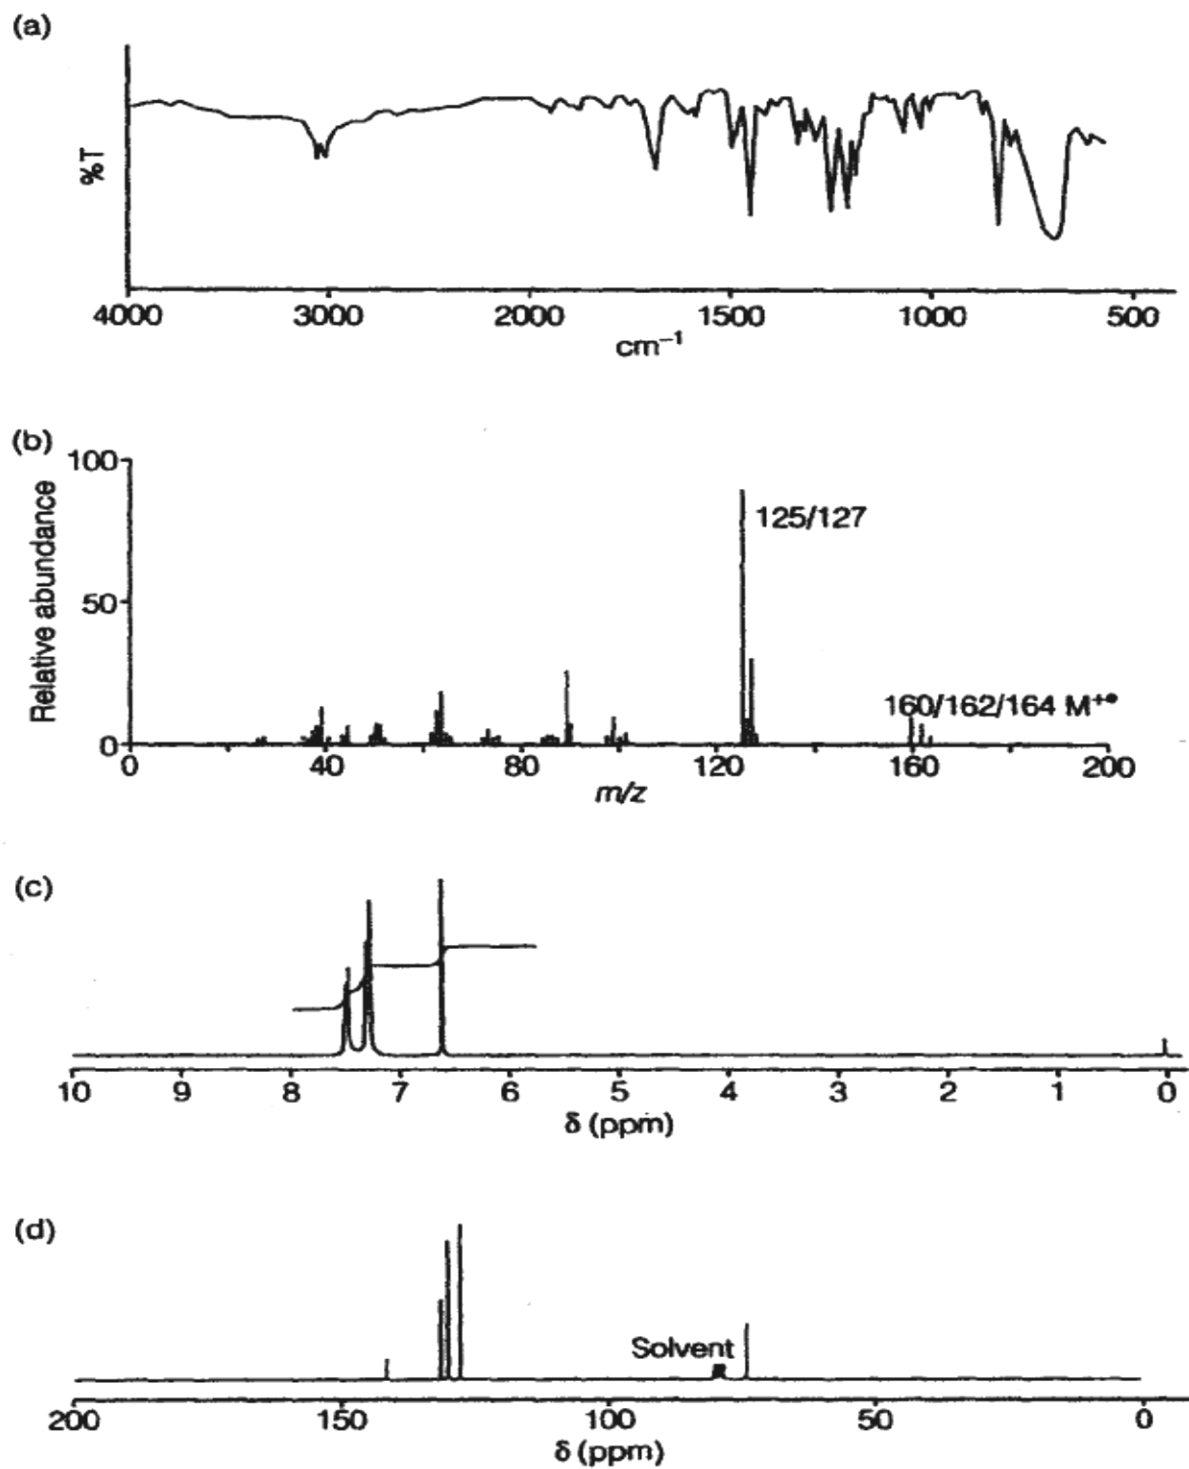 (a)
%T
4000 3000 2000 1500 1000 500
cm⁻¹
(b)
100
50
0
Relative abundance
125/127
160/162/164 M⁺•
0 40 80 120 160 200
m/z
(c)
10 9 8 7 6 5 4 3 2 1 0
δ (ppm)
(d)
Solvent
200 150 100 50 0
δ (ppm)